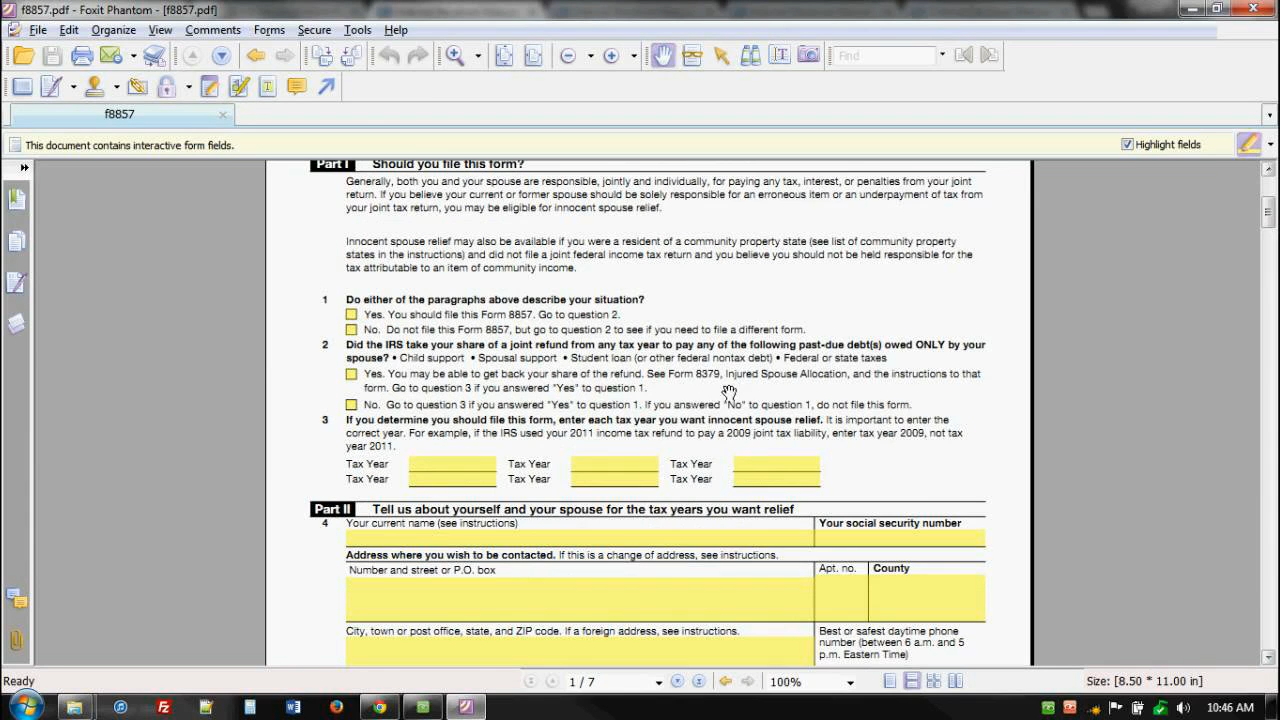 f8857.pdf - Foxit Phantom - [f8857.pdf]
File Edit Organize View Comments Forms Secure Tools Help
Find
f8857
This document contains interactive form fields.
Highlight fields
Part I Should you file this form?
Generally, both you and your spouse are responsible, jointly and individually, for paying any tax, interest, or penalties from your joint
return. If you believe your current or former spouse should be solely responsible for an erroneous item or an underpayment of tax from
your joint tax return, you may be eligible for innocent spouse relief.
Innocent spouse relief may also be available if you were a resident of a community property state (see list of community property
states in the instructions) and did not file a joint federal income tax return and you believe you should not be held responsible for the
tax attributable to an item of community income.
1 Do either of the paragraphs above describe your situation?
Yes. You should file this Form 8857. Go to question 2.
No. Do not file this Form 8857, but go to question 2 to see if you need to file a different form.
2 Did the IRS take your share of a joint refund from any tax year to pay any of the following past-due debt(s) owed ONLY by your
spouse? • Child support • Spousal support • Student loan (or other federal nontax debt) • Federal or state taxes
Yes. You may be able to get back your share of the refund. See Form 8379, Injured Spouse Allocation, and the instructions to that
form. Go to question 3 if you answered "Yes" to question 1.
No. Go to question 3 if you answered "Yes" to question 1. If you answered "No" to question 1, do not file this form.
3 If you determine you should file this form, enter each tax year you want innocent spouse relief. It is important to enter the
correct year. For example, if the IRS used your 2011 income tax refund to pay a 2009 joint tax liability, enter tax year 2009, not tax
year 2011.
Tax Year Tax Year Tax Year
Tax Year Tax Year Tax Year
Part II Tell us about yourself and your spouse for the tax years you want relief
4 Your current name (see instructions) Your social security number
Address where you wish to be contacted. If this is a change of address, see instructions.
Number and street or P.O. box Apt. no. County
City, town or post office, state, and ZIP code. If a foreign address, see instructions. Best or safest daytime phone
number (between 6 a.m. and 5
p.m. Eastern Time)
Ready 1 / 7 100% Size: [8.50 * 11.00 in]
10:46 AM